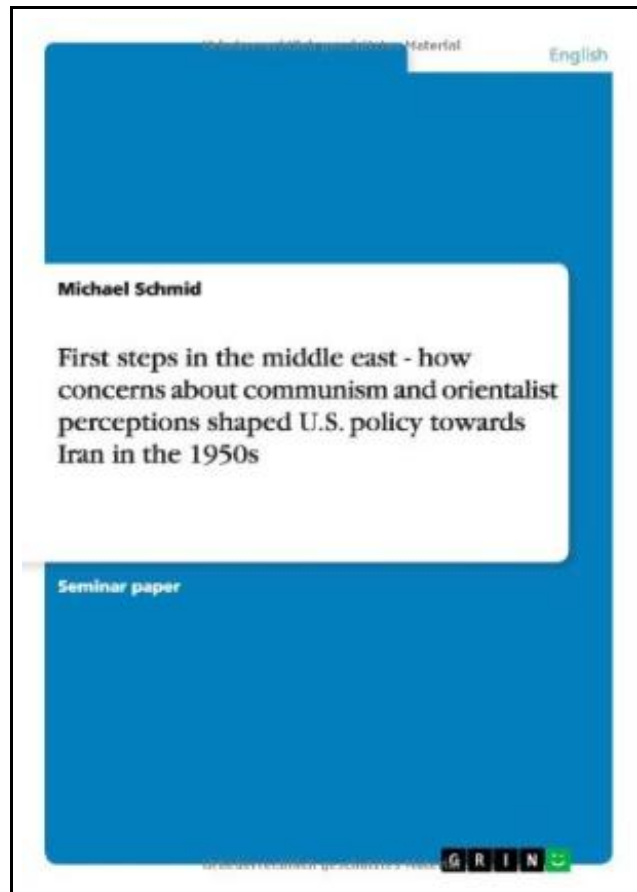 Material
English
Michael Schmid
First steps in the middle east - how
concerns about communism and orientalist
perceptions shaped U.S. policy towards
Iran in the 1950s
Seminar paper
GRIN